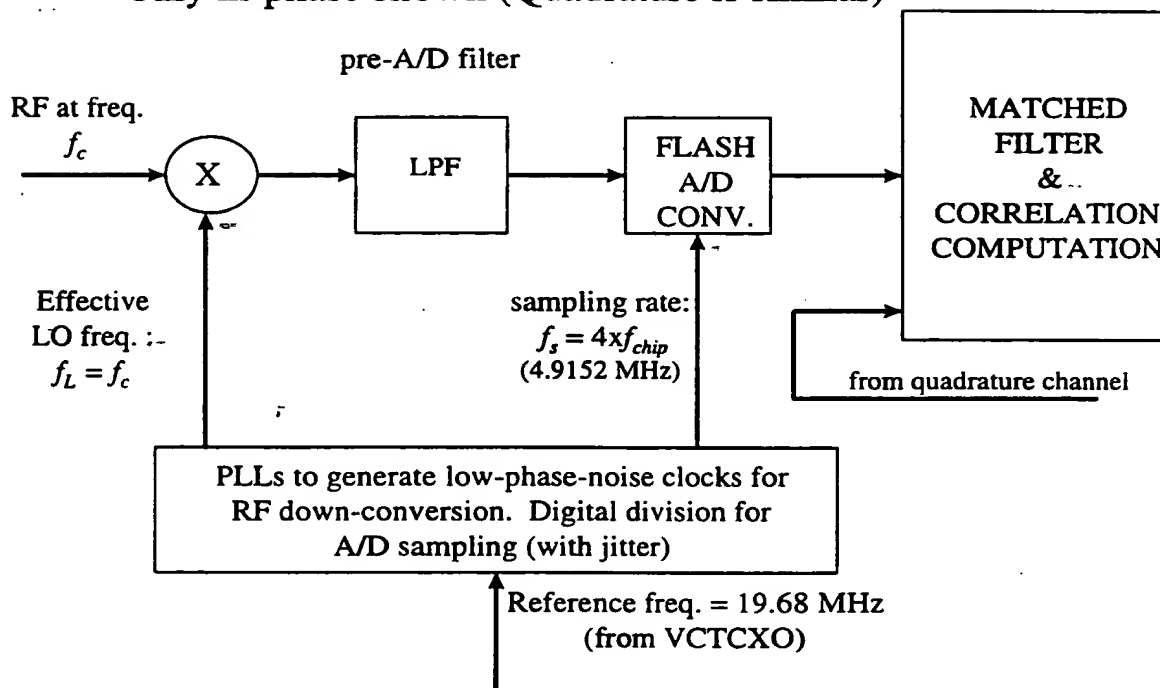 pre-A/D filter
RF at freq.
f_c
X
LPF
FLASH
A/D
CONV.
MATCHED
FILTER
&
CORRELATION
COMPUTATION
Effective
LO freq. :-
f_L = f_c
sampling rate:
f_s = 4xf_chip
(4.9152 MHz)
from quadrature channel
PLLs to generate low-phase-noise clocks for
RF down-conversion. Digital division for
A/D sampling (with jitter)
Reference freq. = 19.68 MHz
(from VCTCXO)